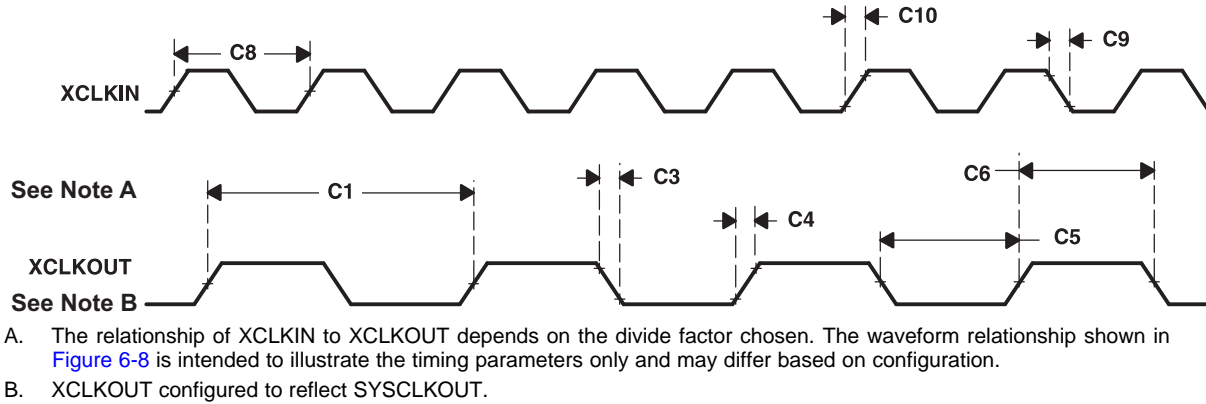 C10
C8
C9
XCLKIN
See Note A
C1
C3
C6
C4
C5
XCLKOUT
See Note B
A. The relationship of XCLKIN to XCLKOUT depends on the divide factor chosen. The waveform relationship shown in
Figure 6-8 is intended to illustrate the timing parameters only and may differ based on configuration.
B. XCLKOUT configured to reflect SYSCLKOUT.